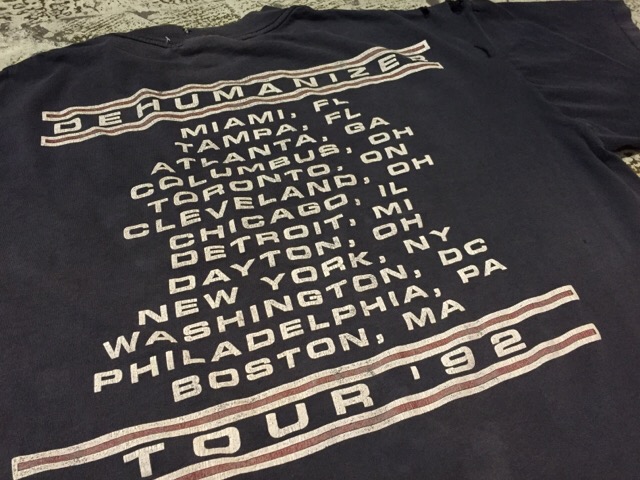 DEHUMANIZER
MIAMI, FL
TAMPA, FL
ATLANTA, GA
COLUMBUS, OH
TORONTO, ON
CLEVELAND, OH
CHICAGO, IL
DETROIT, MI
DAYTON, OH
NEW YORK, NY
WASHINGTON, DC
PHILADELPHIA, PA
BOSTON, MA
TOUR '92